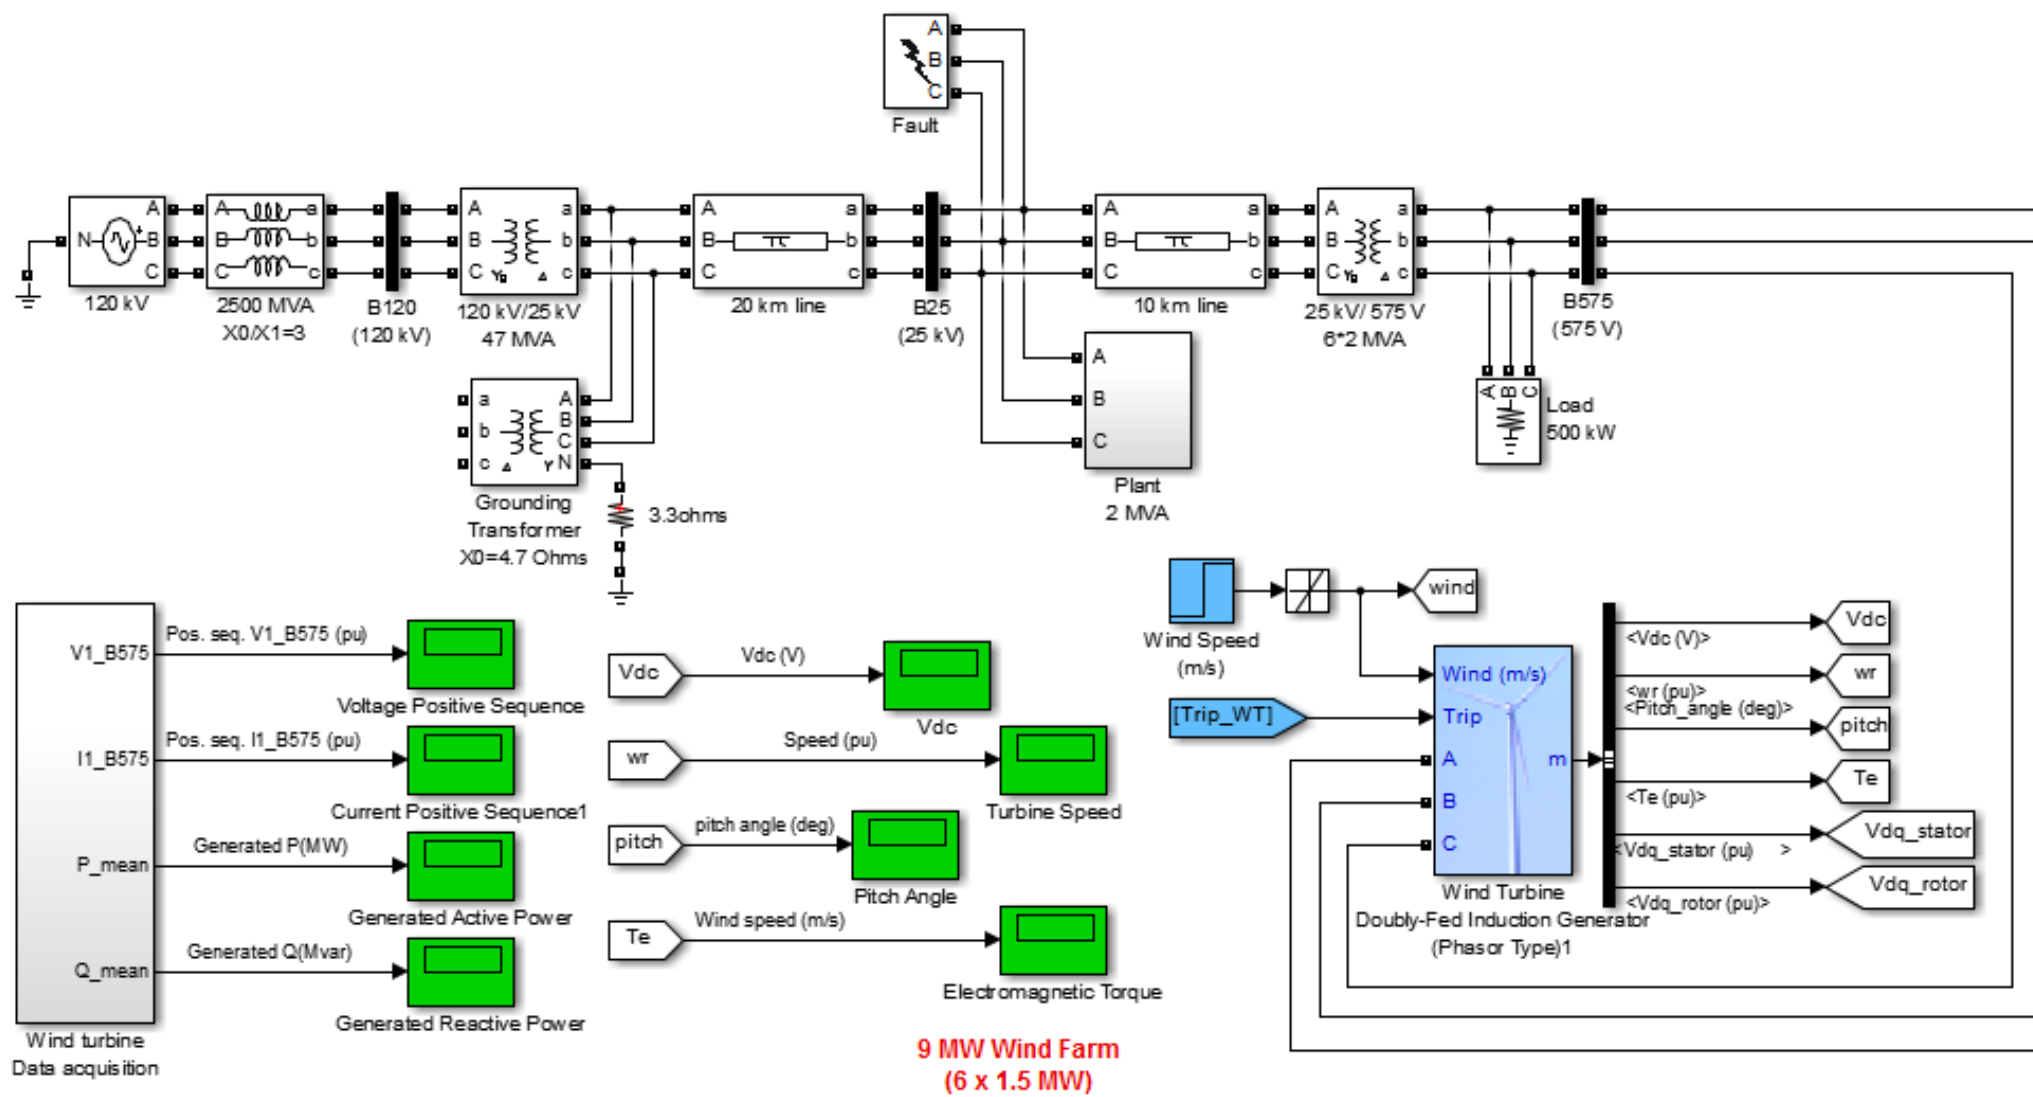 A
B
C
Fault
N
A
B
C
120 kV
A
B
C
a
b
c
2500 MVA
X0/X1=3
B120
(120 kV)
A
B
C
Yg
Δ
a
b
c
120 kV/25 kV
47 MVA
A
B
C
π
a
b
c
20 km line
B25
(25 kV)
A
B
C
π
a
b
c
10 km line
A
B
C
Yg
Δ
a
b
c
25 kV/ 575 V
6*2 MVA
B575
(575 V)
a
b
c
Δ
Y
A
B
C
N
Grounding
Transformer
X0=4.7 Ohms
3.3ohms
A
B
C
Plant
2 MVA
A
B
C
Load
500 kW
V1_B575
I1_B575
P_mean
Q_mean
Wind turbine
Data acquisition
Pos. seq. V1_B575 (pu)
Voltage Positive Sequence
Pos. seq. I1_B575 (pu)
Current Positive Sequence1
Generated P(MW)
Generated Active Power
Generated Q(Mvar)
Generated Reactive Power
Vdc
Vdc (V)
Vdc
wr
Speed (pu)
Turbine Speed
pitch
pitch angle (deg)
Pitch Angle
Te
Wind speed (m/s)
Electromagnetic Torque
9 MW Wind Farm
(6 x 1.5 MW)
Wind Speed
(m/s)
wind
[Trip_WT]
Wind (m/s)
Trip
A
B
C
m
Wind Turbine
Doubly-Fed Induction Generator
(Phasor Type)1
<Vdc (V)>
Vdc
<wr (pu)>
wr
<Pitch_angle (deg)>
pitch
<Te (pu)>
Te
<Vdq_stator (pu) >
Vdq_stator
<Vdq_rotor (pu)>
Vdq_rotor